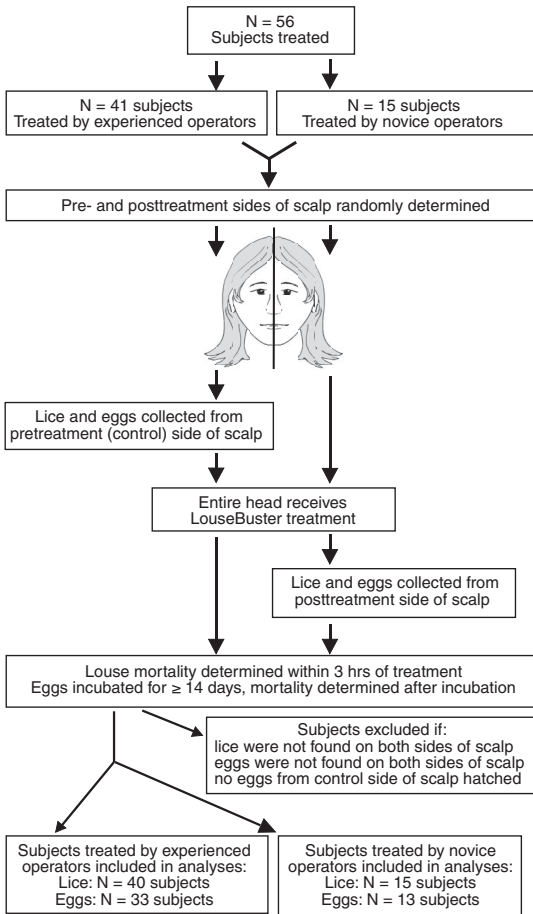 N = 56
Subjects treated
N = 41 subjects
Treated by experienced operators
N = 15 subjects
Treated by novice operators
Pre- and posttreatment sides of scalp randomly determined
Lice and eggs collected from
pretreatment (control) side of scalp
Entire head receives
LouseBuster treatment
Lice and eggs collected from
posttreatment side of scalp
Louse mortality determined within 3 hrs of treatment
Eggs incubated for ≥ 14 days, mortality determined after incubation
Subjects excluded if:
lice were not found on both sides of scalp
eggs were not found on both sides of scalp
no eggs from control side of scalp hatched
Subjects treated by experienced
operators included in analyses:
Lice: N = 40 subjects
Eggs: N = 33 subjects
Subjects treated by novice
operators included in analyses:
Lice: N = 15 subjects
Eggs: N = 13 subjects